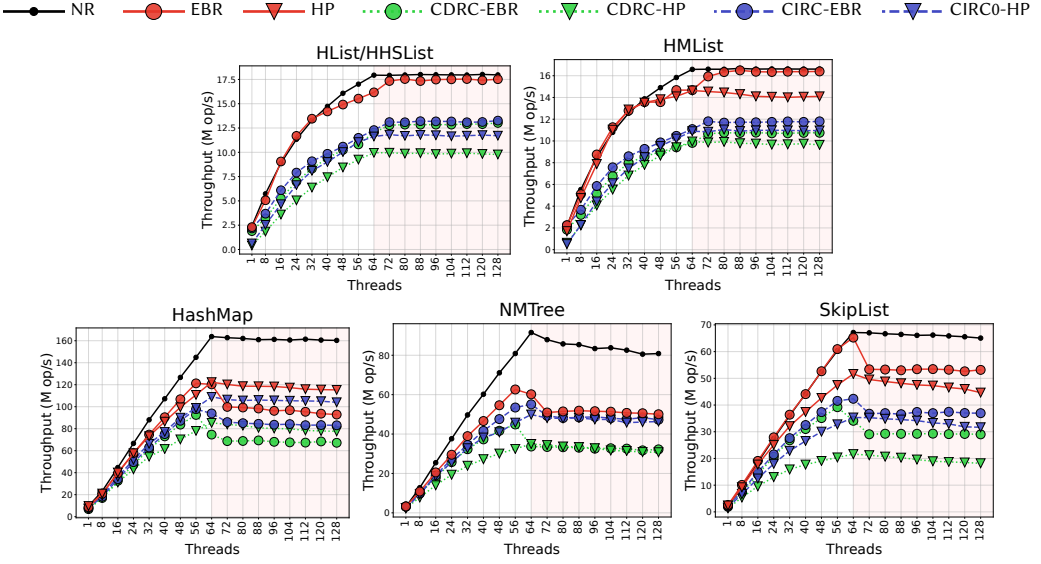 NR EBR HP CDRC-EBR CDRC-HP CIRC-EBR CIRC0-HP
HList/HHSList
Throughput (M op/s)
17.5
15.0
12.5
10.0
7.5
5.0
2.5
0.0
1 8 16 24 32 40 48 56 64 72 80 88 96 104 112 120 128
Threads
HMList
Throughput (M op/s)
16
14
12
10
8
6
4
2
0
1 8 16 24 32 40 48 56 64 72 80 88 96 104 112 120 128
Threads
HashMap
Throughput (M op/s)
160
140
120
100
80
60
40
20
0
1 8 16 24 32 40 48 56 64 72 80 88 96 104 112 120 128
Threads
NMTree
Throughput (M op/s)
80
60
40
20
0
1 8 16 24 32 40 48 56 64 72 80 88 96 104 112 120 128
Threads
SkipList
Throughput (M op/s)
70
60
50
40
30
20
10
0
1 8 16 24 32 40 48 56 64 72 80 88 96 104 112 120 128
Threads